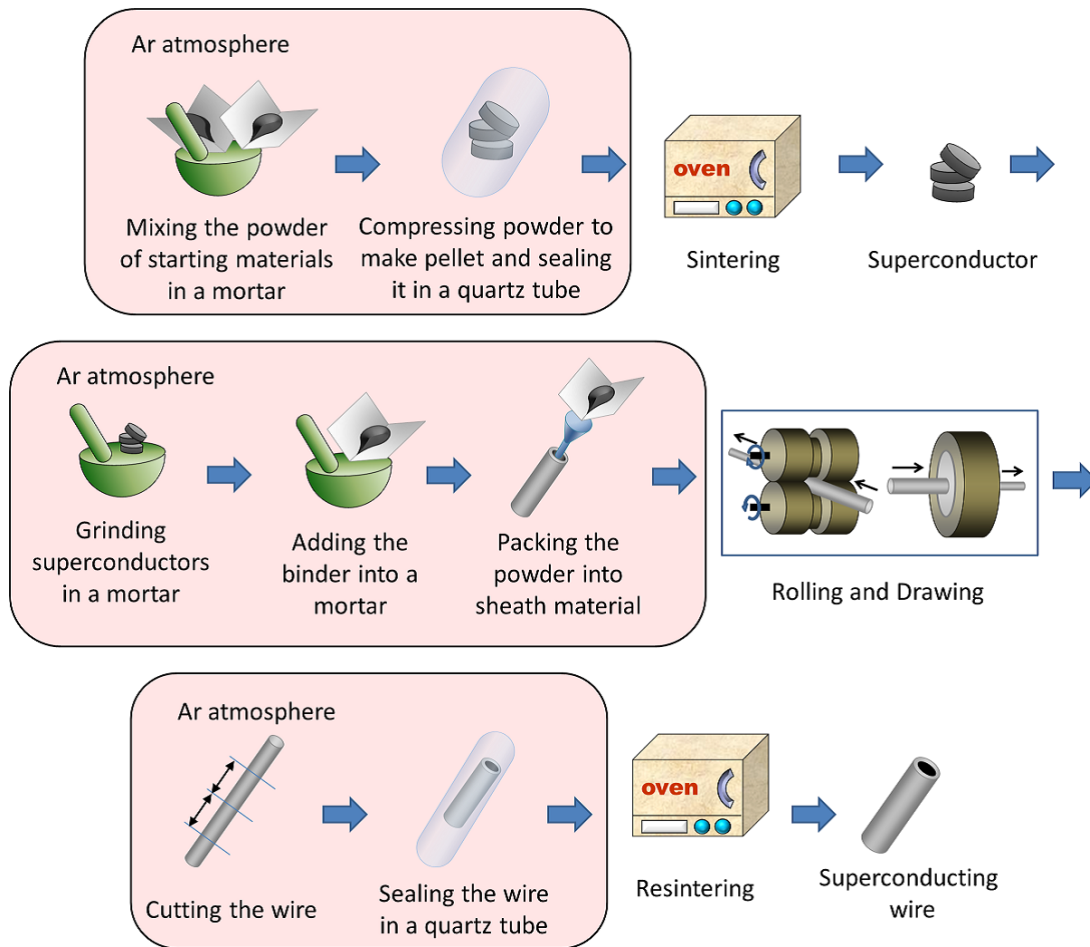 Ar atmosphere
Mixing the powder
of starting materials
in a mortar
Compressing powder to
make pellet and sealing
it in a quartz tube
oven
Sintering
Superconductor
Ar atmosphere
Grinding
superconductors
in a mortar
Adding the
binder into a
mortar
Packing the
powder into
sheath material
Rolling and Drawing
Ar atmosphere
Cutting the wire
Sealing the wire
in a quartz tube
oven
Resintering
Superconducting
wire